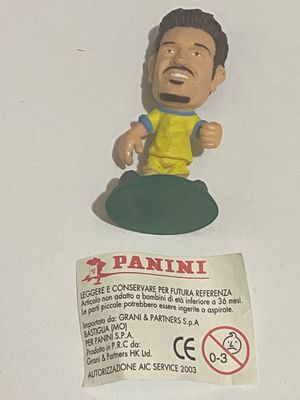 PANINI
LEGGERE E CONSERVARE PER FUTURA REFERENZA
Articolo non adatto a bambini di età inferiore a 36 mesi.
Le parti piccole potrebbero essere ingerite o aspirate.
Importato da: GRANI & PARTNERS S.p.A
BASTIGLIA (MO)
PER PANINI S.P.A.
Prodotto in P.R.C da:
Grani & Partners HK Ltd.
AUTORIZZAZIONE AIC SERVICE 2003
CE
0-3